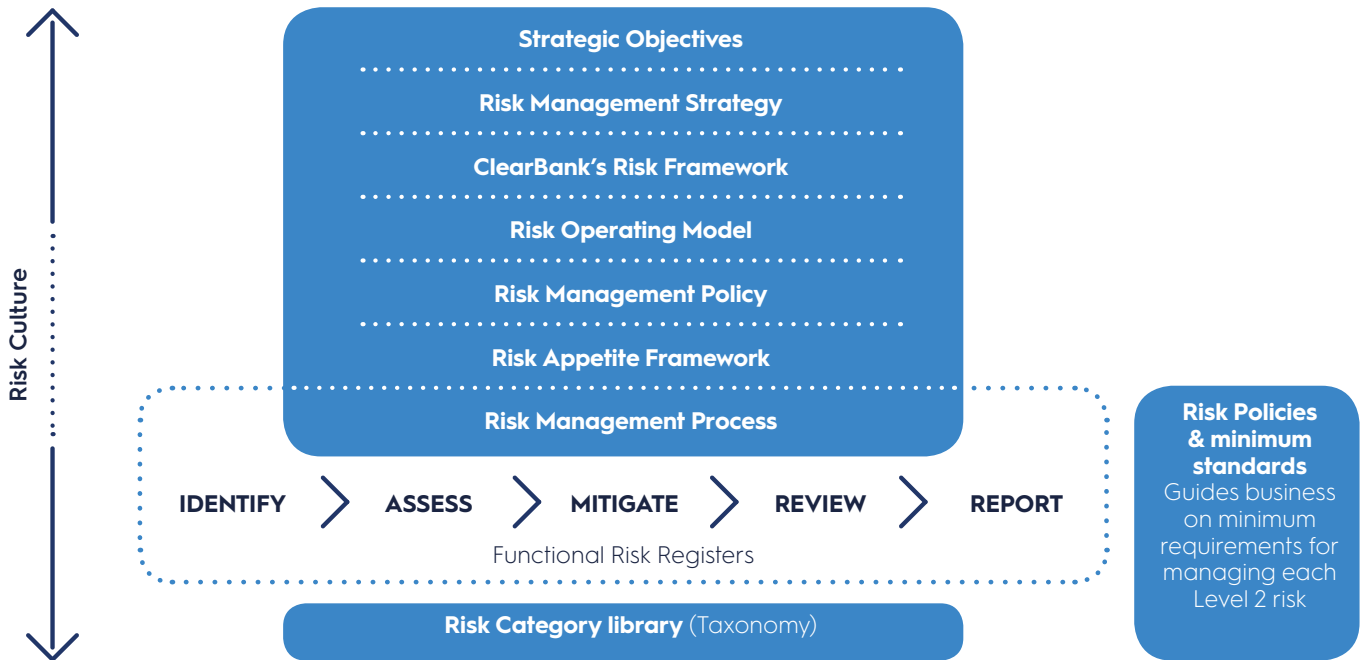 Strategic Objectives
Risk Management Strategy
ClearBank’s Risk Framework
Risk Operating Model
Risk Management Policy
Risk Appetite Framework
Risk Management Process
Risk Culture
IDENTIFY
ASSESS
MITIGATE
REVIEW
REPORT
Functional Risk Registers
Risk Category library (Taxonomy)
Risk Policies
& minimum
standards
Guides business
on minimum
requirements for
managing each
Level 2 risk